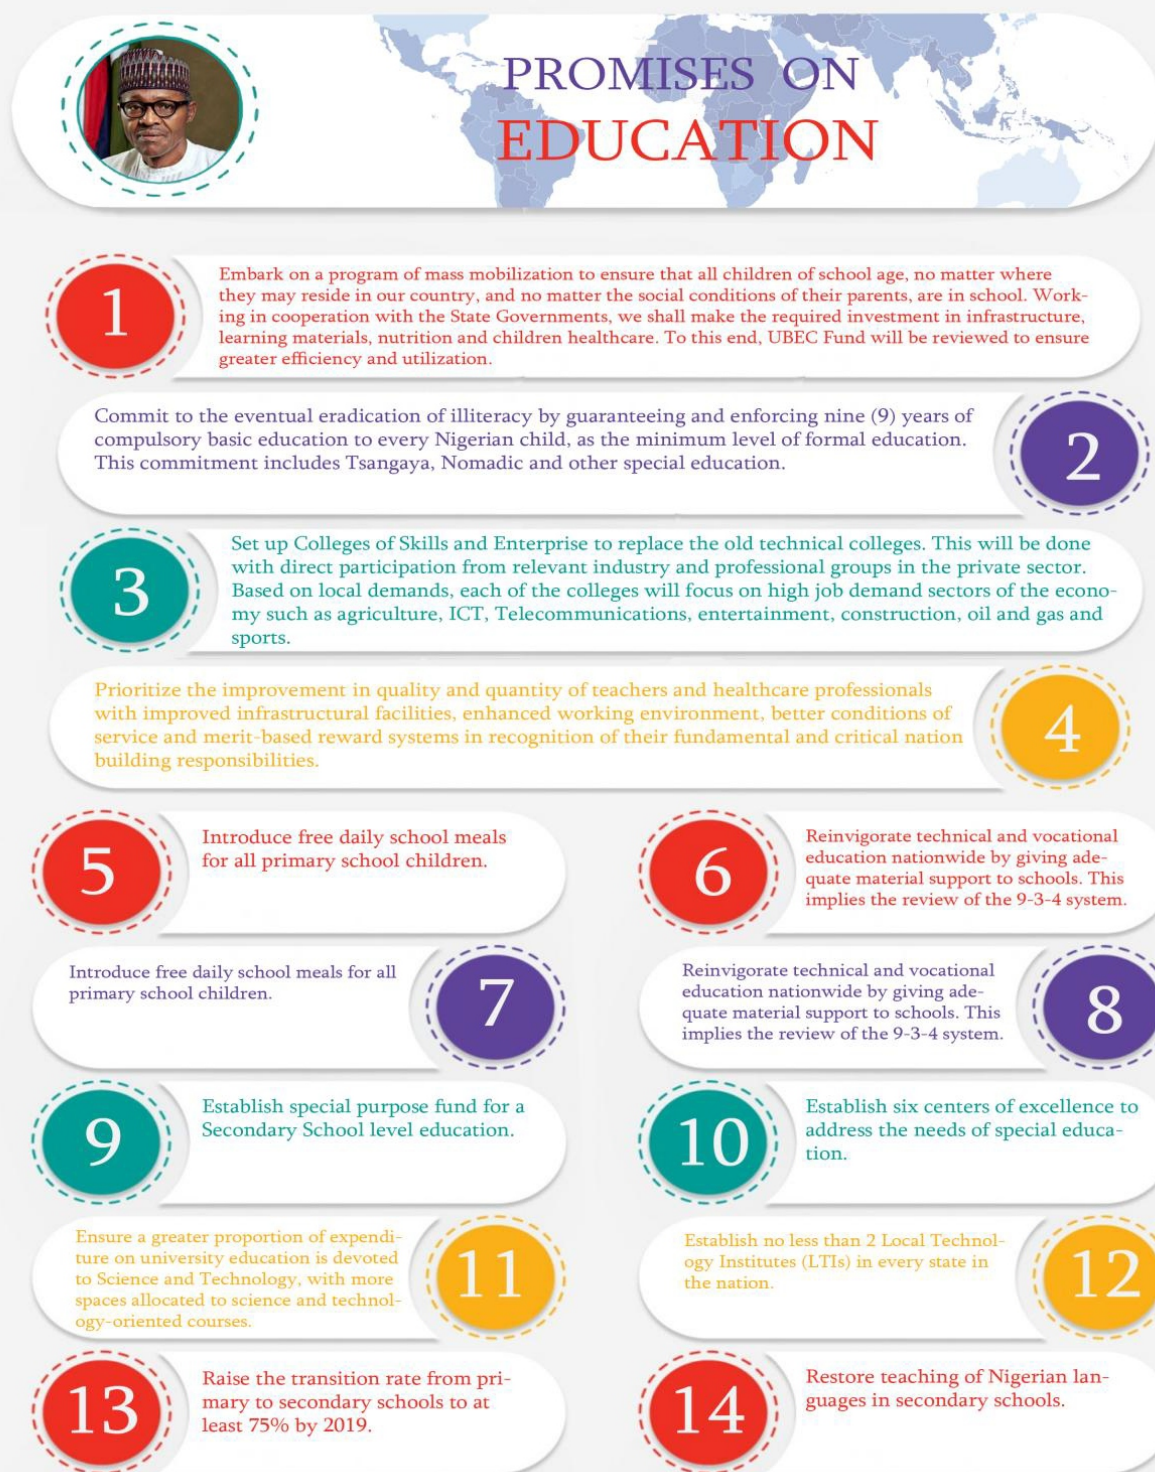 PROMISES ON
EDUCATION
1
Embark on a program of mass mobilization to ensure that all children of school age, no matter where
they may reside in our country, and no matter the social conditions of their parents, are in school. Work-
ing in cooperation with the State Governments, we shall make the required investment in infrastructure,
learning materials, nutrition and children healthcare. To this end, UBEC Fund will be reviewed to ensure
greater efficiency and utilization.
Commit to the eventual eradication of illiteracy by guaranteeing and enforcing nine (9) years of
compulsory basic education to every Nigerian child, as the minimum level of formal education.
This commitment includes Tsangaya, Nomadic and other special education.
2
3
Set up Colleges of Skills and Enterprise to replace the old technical colleges. This will be done
with direct participation from relevant industry and professional groups in the private sector.
Based on local demands, each of the colleges will focus on high job demand sectors of the econo-
my such as agriculture, ICT, Telecommunications, entertainment, construction, oil and gas and
sports.
Prioritize the improvement in quality and quantity of teachers and healthcare professionals
with improved infrastructural facilities, enhanced working environment, better conditions of
service and merit-based reward systems in recognition of their fundamental and critical nation
building responsibilities.
4
5
Introduce free daily school meals
for all primary school children.
6
Reinvigorate technical and vocational
education nationwide by giving ade-
quate material support to schools. This
implies the review of the 9-3-4 system.
Introduce free daily school meals for all
primary school children.
7
Reinvigorate technical and vocational
education nationwide by giving ade-
quate material support to schools. This
implies the review of the 9-3-4 system.
8
9
Establish special purpose fund for a
Secondary School level education.
10
Establish six centers of excellence to
address the needs of special educa-
tion.
Ensure a greater proportion of expendi-
ture on university education is devoted
to Science and Technology, with more
spaces allocated to science and technol-
ogy-oriented courses.
11
Establish no less than 2 Local Technol-
ogy Institutes (LTIs) in every state in
the nation.
12
13
Raise the transition rate from pri-
mary to secondary schools to at
least 75% by 2019.
14
Restore teaching of Nigerian lan-
guages in secondary schools.